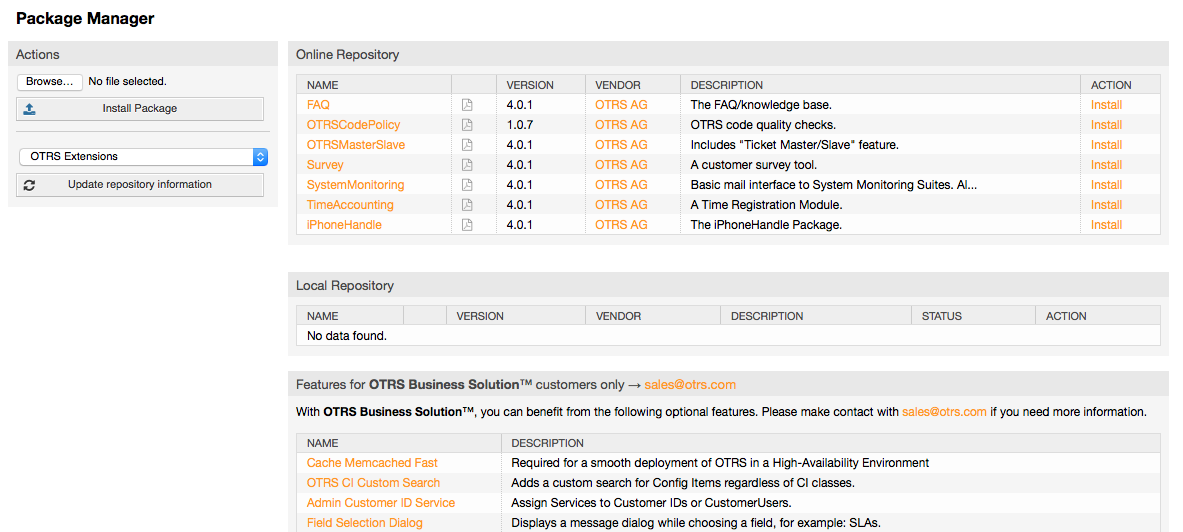 Package Manager
Actions
Browse... No file selected.
Install Package
OTRS Extensions
Update repository information
Online Repository
NAME VERSION VENDOR DESCRIPTION ACTION
FAQ 4.0.1 OTRS AG The FAQ/knowledge base. Install
OTRSCodePolicy 1.0.7 OTRS AG OTRS code quality checks. Install
OTRSMasterSlave 4.0.1 OTRS AG Includes "Ticket Master/Slave" feature. Install
Survey 4.0.1 OTRS AG A customer survey tool. Install
SystemMonitoring 4.0.1 OTRS AG Basic mail interface to System Monitoring Suites. Al... Install
TimeAccounting 4.0.1 OTRS AG A Time Registration Module. Install
iPhoneHandle 4.0.1 OTRS AG The iPhoneHandle Package. Install
Local Repository
NAME VERSION VENDOR DESCRIPTION STATUS ACTION
No data found.
Features for OTRS Business Solution™ customers only → sales@otrs.com
With OTRS Business Solution™, you can benefit from the following optional features. Please make contact with sales@otrs.com if you need more information.
NAME DESCRIPTION
Cache Memcached Fast Required for a smooth deployment of OTRS in a High-Availability Environment
OTRS CI Custom Search Adds a custom search for Config Items regardless of CI classes.
Admin Customer ID Service Assign Services to Customer IDs or CustomerUsers.
Field Selection Dialog Displays a message dialog while choosing a field, for example: SLAs.